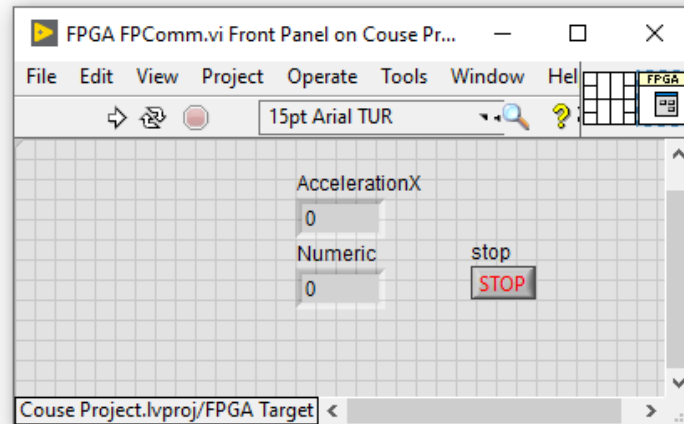 FPGA FPComm.vi Front Panel on Couse Pr...
File Edit View Project Operate Tools Window Hel
FPGA
15pt Arial TUR
?
AccelerationX
0
Numeric
0
stop
STOP
Couse Project.lvproj/FPGA Target